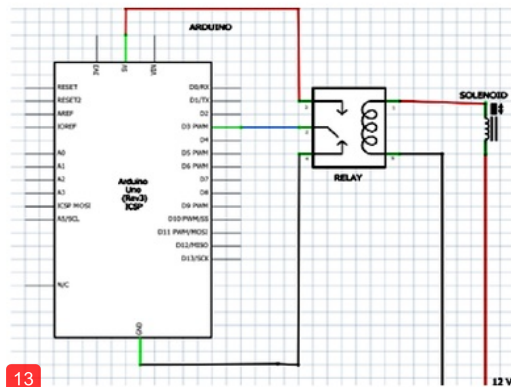 ARDUINO
3V3
5V
VIN
RESET
RESET2
AREF
IOREF
A0
A1
A2
A3
ICSP MOSI
A5/SCL
N/C
D0/RX
D1/TX
D2
D3 PWM
D4
D5 PWM
D6 PWM
D7
D8
D9 PWM
D10 PWM/SS
D11 PWM/MOSI
D12/MISO
D13/SCK
Arduino
Uno
(Rev3)
ICSP
GND
RELAY
SOLENOID
12 V
13